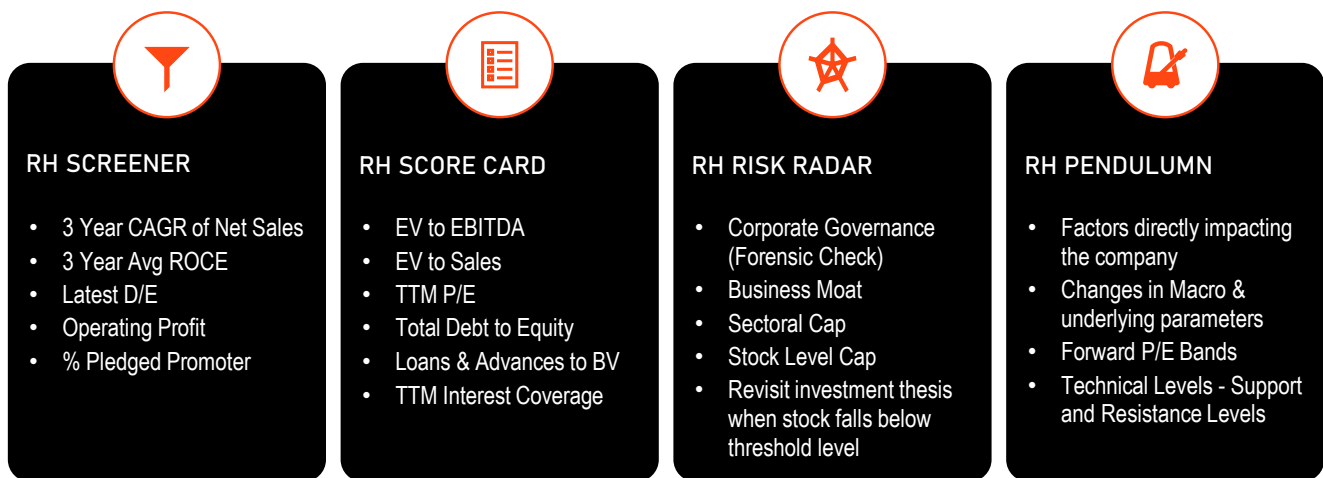 RH SCREENER
• 3 Year CAGR of Net Sales
• 3 Year Avg ROCE
• Latest D/E
• Operating Profit
• % Pledged Promoter
RH SCORE CARD
• EV to EBITDA
• EV to Sales
• TTM P/E
• Total Debt to Equity
• Loans & Advances to BV
• TTM Interest Coverage
RH RISK RADAR
• Corporate Governance
(Forensic Check)
• Business Moat
• Sectoral Cap
• Stock Level Cap
• Revisit investment thesis
when stock falls below
threshold level
RH PENDULUMN
• Factors directly impacting
the company
• Changes in Macro &
underlying parameters
• Forward P/E Bands
• Technical Levels - Support
and Resistance Levels